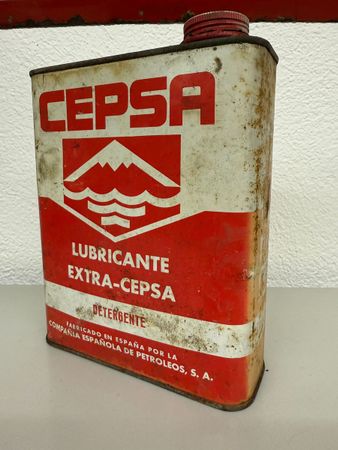 CEPSA
LUBRICANTE
EXTRA-CEPSA
DETERGENTE
FABRICADO EN ESPAÑA POR LA
COMPAÑIA ESPAÑOLA DE PETROLEOS, S. A.